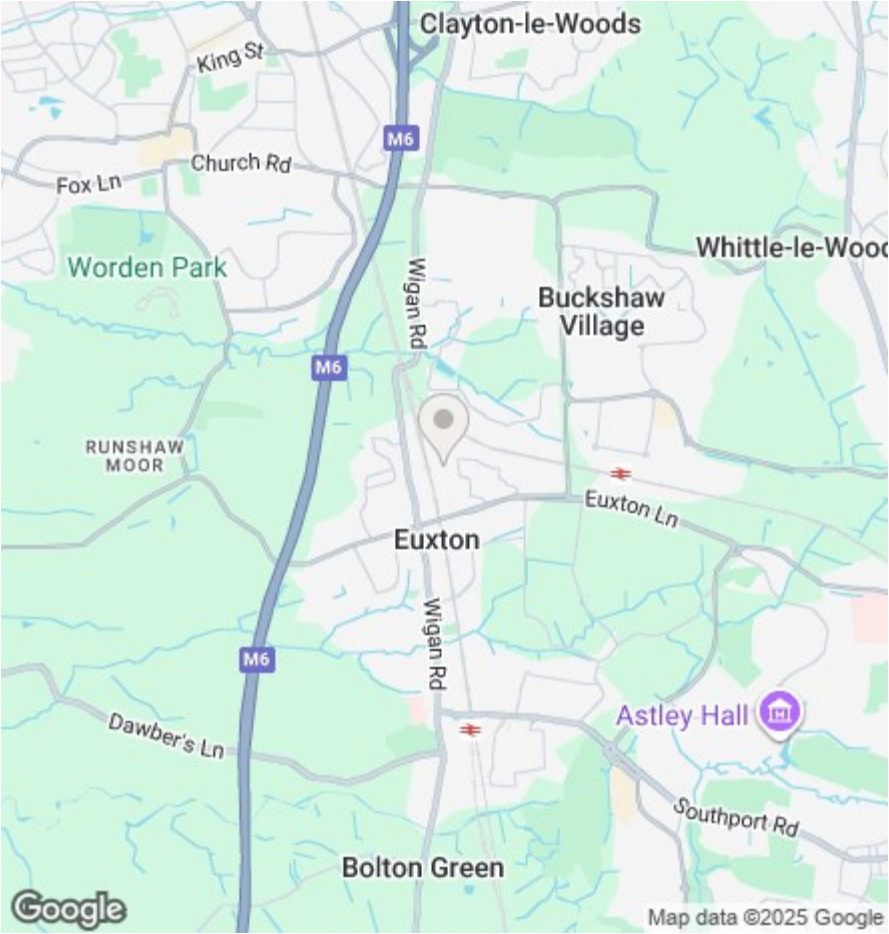 Clayton-le-Woods
King St
M6
Church Rd
Fox Ln
Worden Park
Whittle-le-Wood
Wigan Rd
Buckshaw
Village
M6
RUNSHAW
MOOR
Euxton Ln
Euxton
Wigan Rd
M6
Astley Hall
Dawber's Ln
Southport Rd
Bolton Green
Google
Map data ©2025 Google